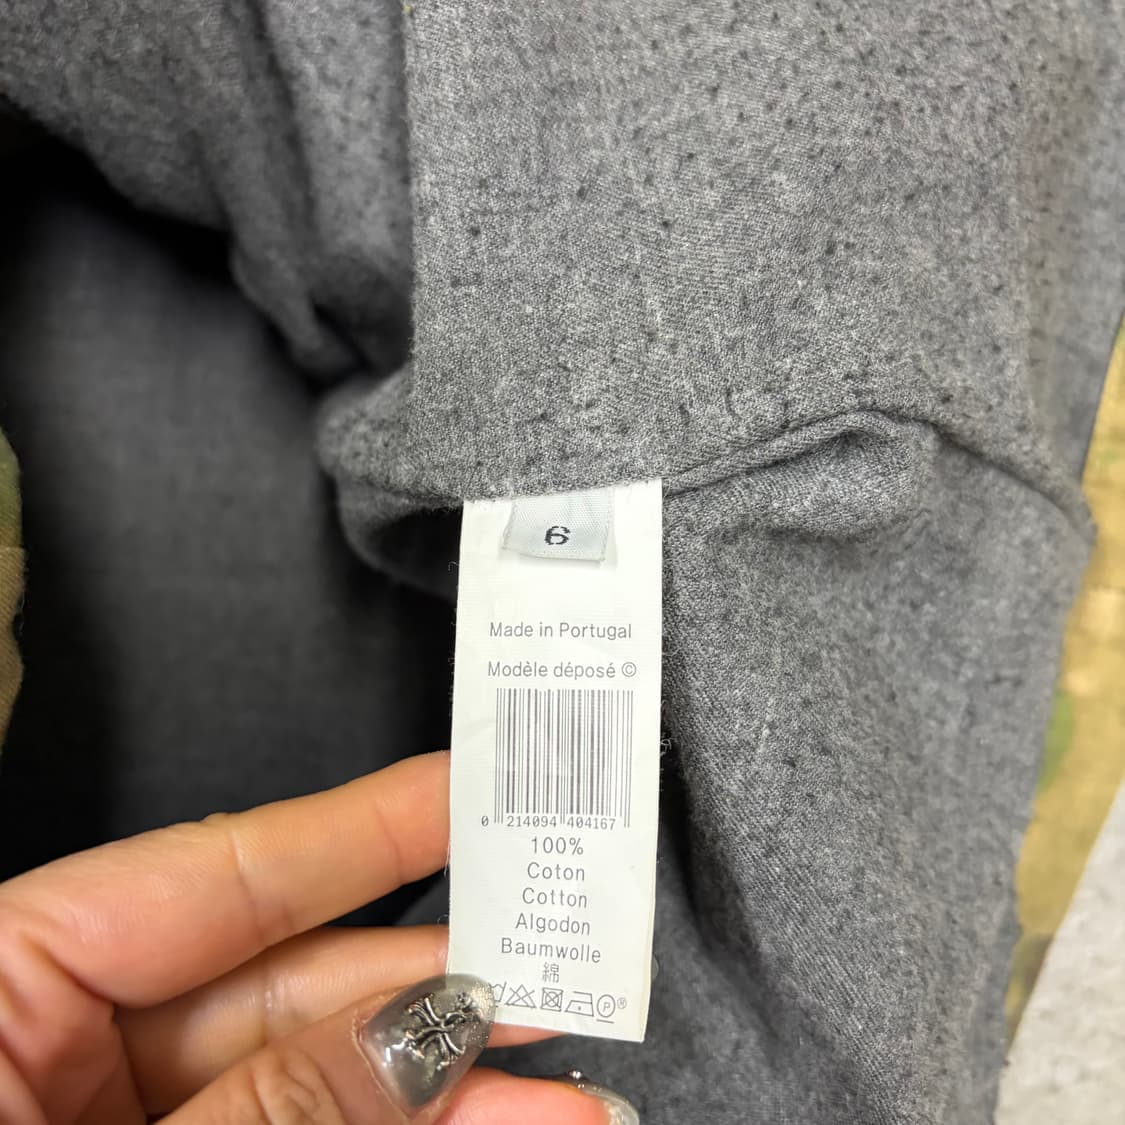 6
Made in Portugal
Modèle déposé ©
0 214094 404167
100%
Coton
Cotton
Algodon
Baumwolle
綿
P ®